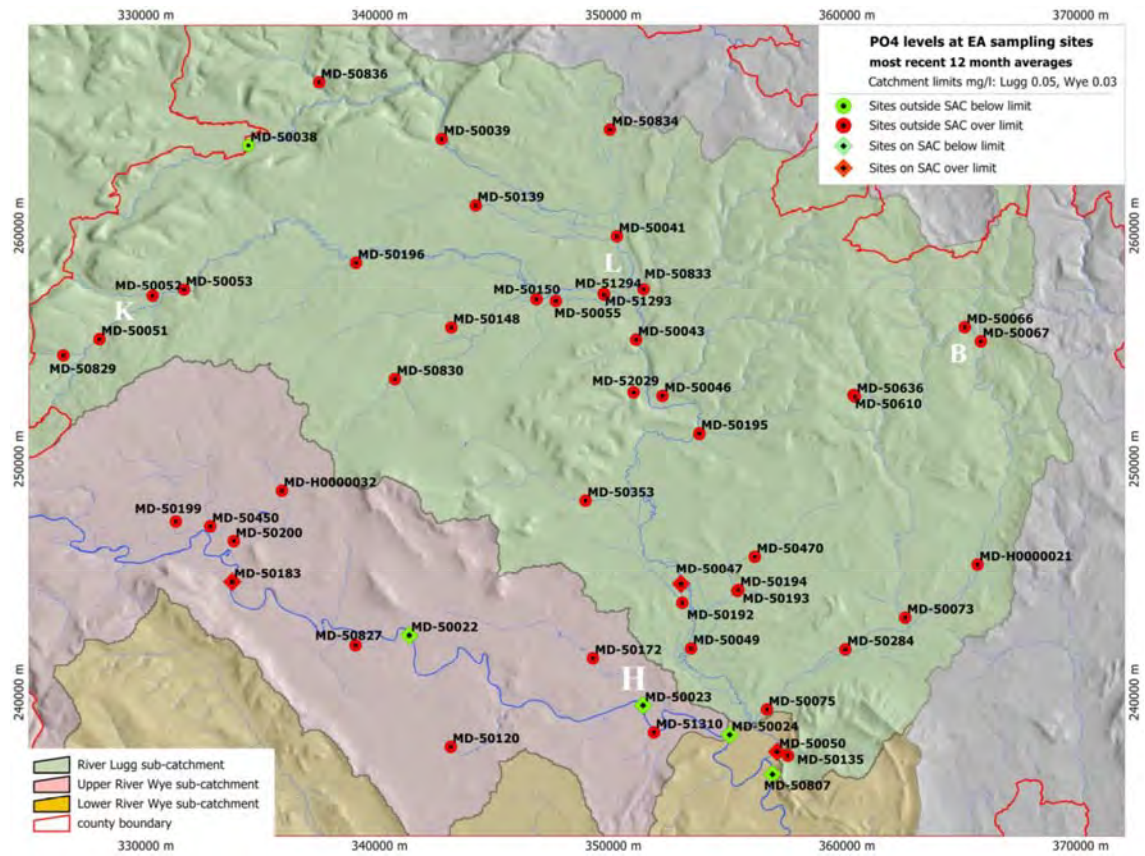 330000 m
340000 m
350000 m
360000 m
370000 m
PO4 levels at EA sampling sites
most recent 12 month averages
Catchment limits mg/l: Lugg 0.05, Wye 0.03
Sites outside SAC below limit
Sites outside SAC over limit
Sites on SAC below limit
Sites on SAC over limit
MD-50836
MD-50038
MD-50039
MD-50834
MD-50139
MD-50041
260000 m
260000 m
L
MD-50196
MD-50052
MD-50053
MD-50833
MD-51294
MD-50150
MD-51293
MD-50055
K
MD-50148
MD-50066
MD-50051
MD-50043
MD-50067
B
MD-50829
MD-50830
MD-52029
MD-50046
MD-50636
MD-50610
MD-50195
250000 m
250000 m
MD-H0000032
MD-50353
MD-50199
MD-50450
MD-50200
MD-50470
MD-H0000021
MD-50183
MD-50047
MD-50194
MD-50193
MD-50192
MD-50073
MD-50022
MD-50827
MD-50172
MD-50049
MD-50284
H
240000 m
240000 m
MD-50023
MD-50075
MD-51310
MD-50024
MD-50120
MD-50050
MD-50135
MD-50807
River Lugg sub-catchment
Upper River Wye sub-catchment
Lower River Wye sub-catchment
county boundary
330000 m
340000 m
350000 m
360000 m
370000 m